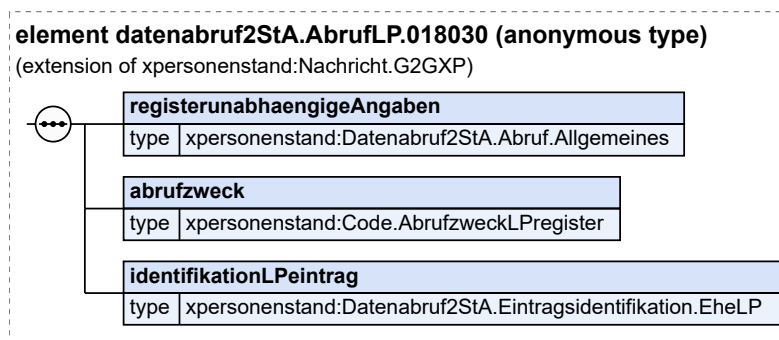 element datenabruf2StA.AbrufLP.018030 (anonymous type)
(extension of xpersonenstand:Nachricht.G2GXP)
registerunabhaengigeAngaben
type xpersonenstand:Datenabruf2StA.Abruf.Allgemeines
abrufzweck
type xpersonenstand:Code.AbrufzweckLPregister
identifikationLPeintrag
type xpersonenstand:Datenabruf2StA.Eintragsidentifikation.EheLP